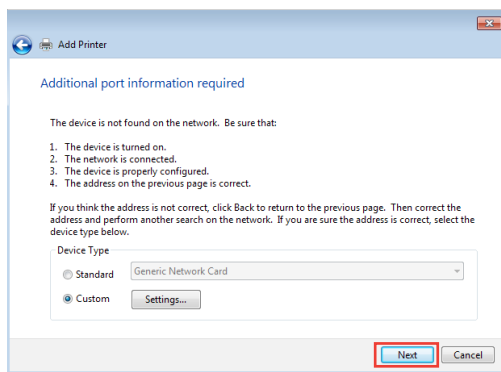 Add Printer
Additional port information required
The device is not found on the network.  Be sure that:
1.  The device is turned on.
2.  The network is connected.
3.  The device is properly configured.
4.  The address on the previous page is correct.
If you think the address is not correct, click Back to return to the previous page.  Then correct the
address and perform another search on the network.  If you are sure the address is correct, select the
device type below.
Device Type
Standard Generic Network Card
Custom Settings...
Next Cancel